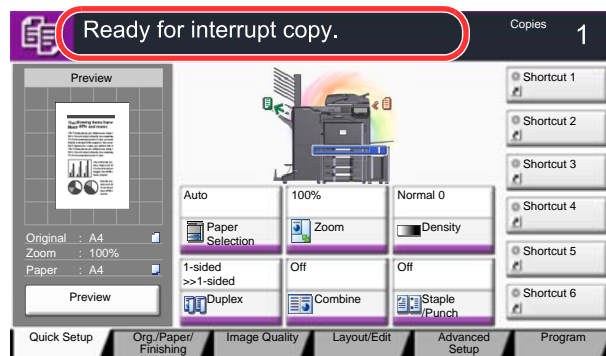 Ready for interrupt copy.
Copies
1
Preview
Original : A4
Zoom : 100%
Paper : A4
Preview
1
Auto
Paper
Selection
100%
Zoom
Normal 0
Density
1-sided
>>1-sided
Duplex
Off
Combine
Off
Staple
/Punch
Shortcut 1
Shortcut 2
Shortcut 3
Shortcut 4
Shortcut 5
Shortcut 6
Quick Setup
Org./Paper/
Finishing
Image Quality
Layout/Edit
Advanced
Setup
Program